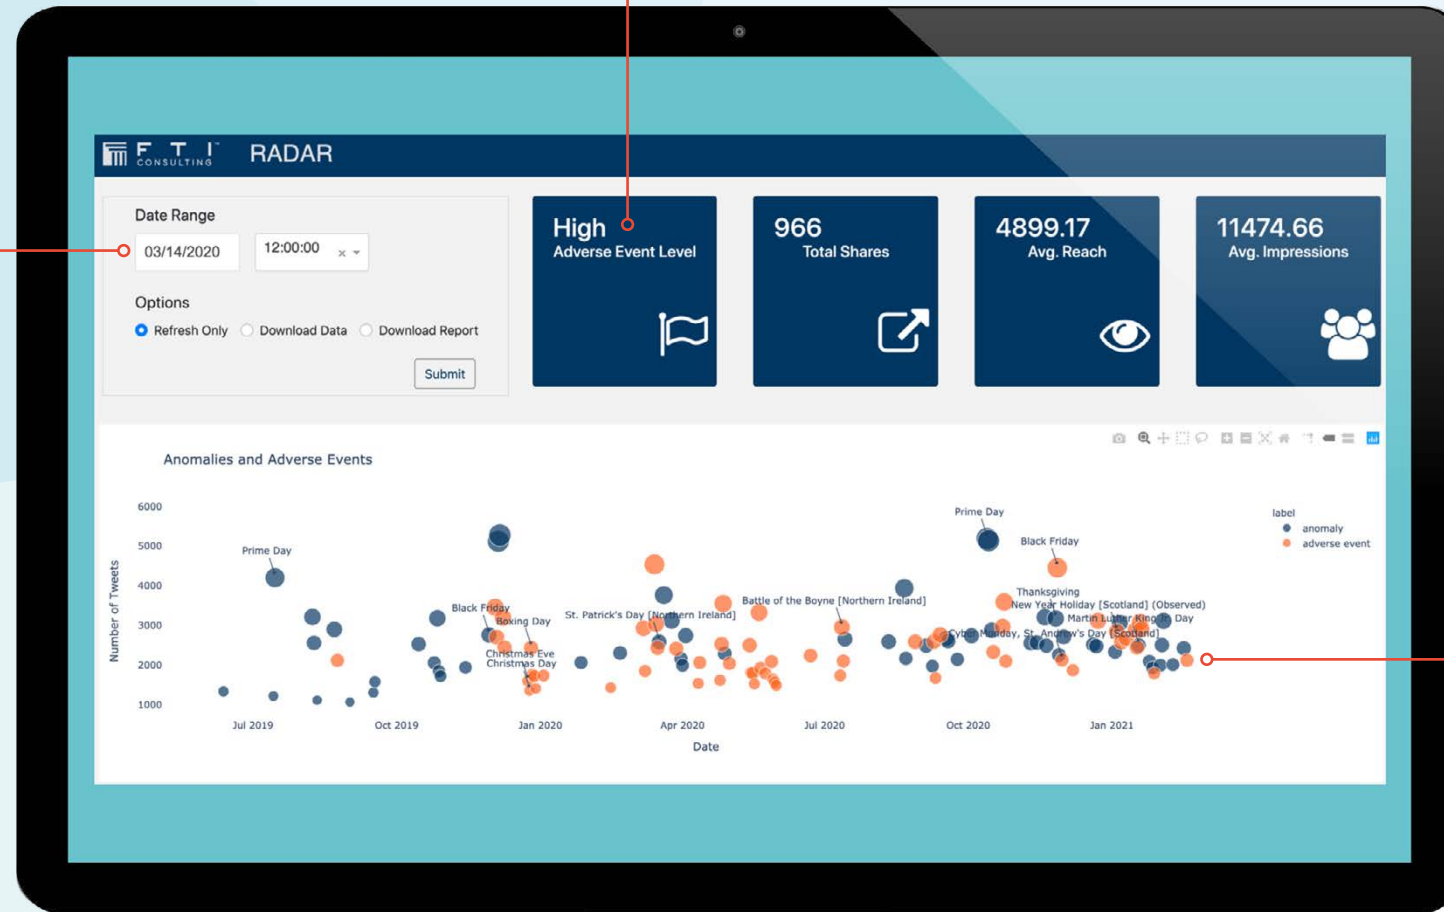 F T I™
CONSULTING
RADAR
Date Range
03/14/2020
12:00:00
Options
Refresh Only
Download Data
Download Report
Submit
High
Adverse Event Level
966
Total Shares
4899.17
Avg. Reach
11474.66
Avg. Impressions
Anomalies and Adverse Events
6000
5000
4000
3000
2000
1000
Number of Tweets
Prime Day
Black Friday
Boxing Day
Christmas Eve
Christmas Day
St. Patrick's Day [Northern Ireland]
Battle of the Boyne [Northern Ireland]
Prime Day
Black Friday
Thanksgiving
New Year Holiday [Scotland] (Observed)
Martin Luther King Jr. Day
Cyber Monday, St. Andrew's Day [Scotland]
Jul 2019
Oct 2019
Jan 2020
Apr 2020
Jul 2020
Oct 2020
Jan 2021
Date
label
anomaly
adverse event